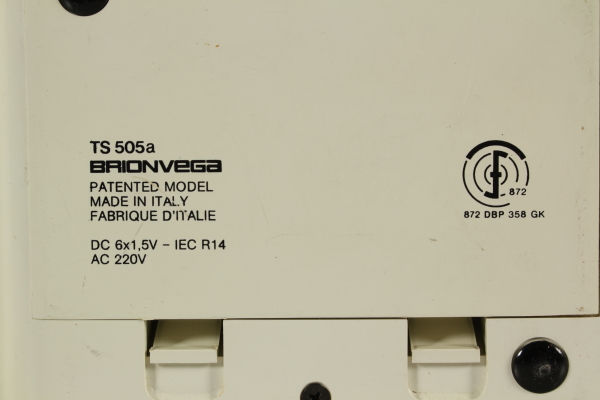 TS 505a
BRIONVEGA
PATENTED MODEL
MADE IN ITALY
FABRIQUE D'ITALIE
DC 6x1,5V – IEC R14
AC 220V
872
872 DBP 358 GK